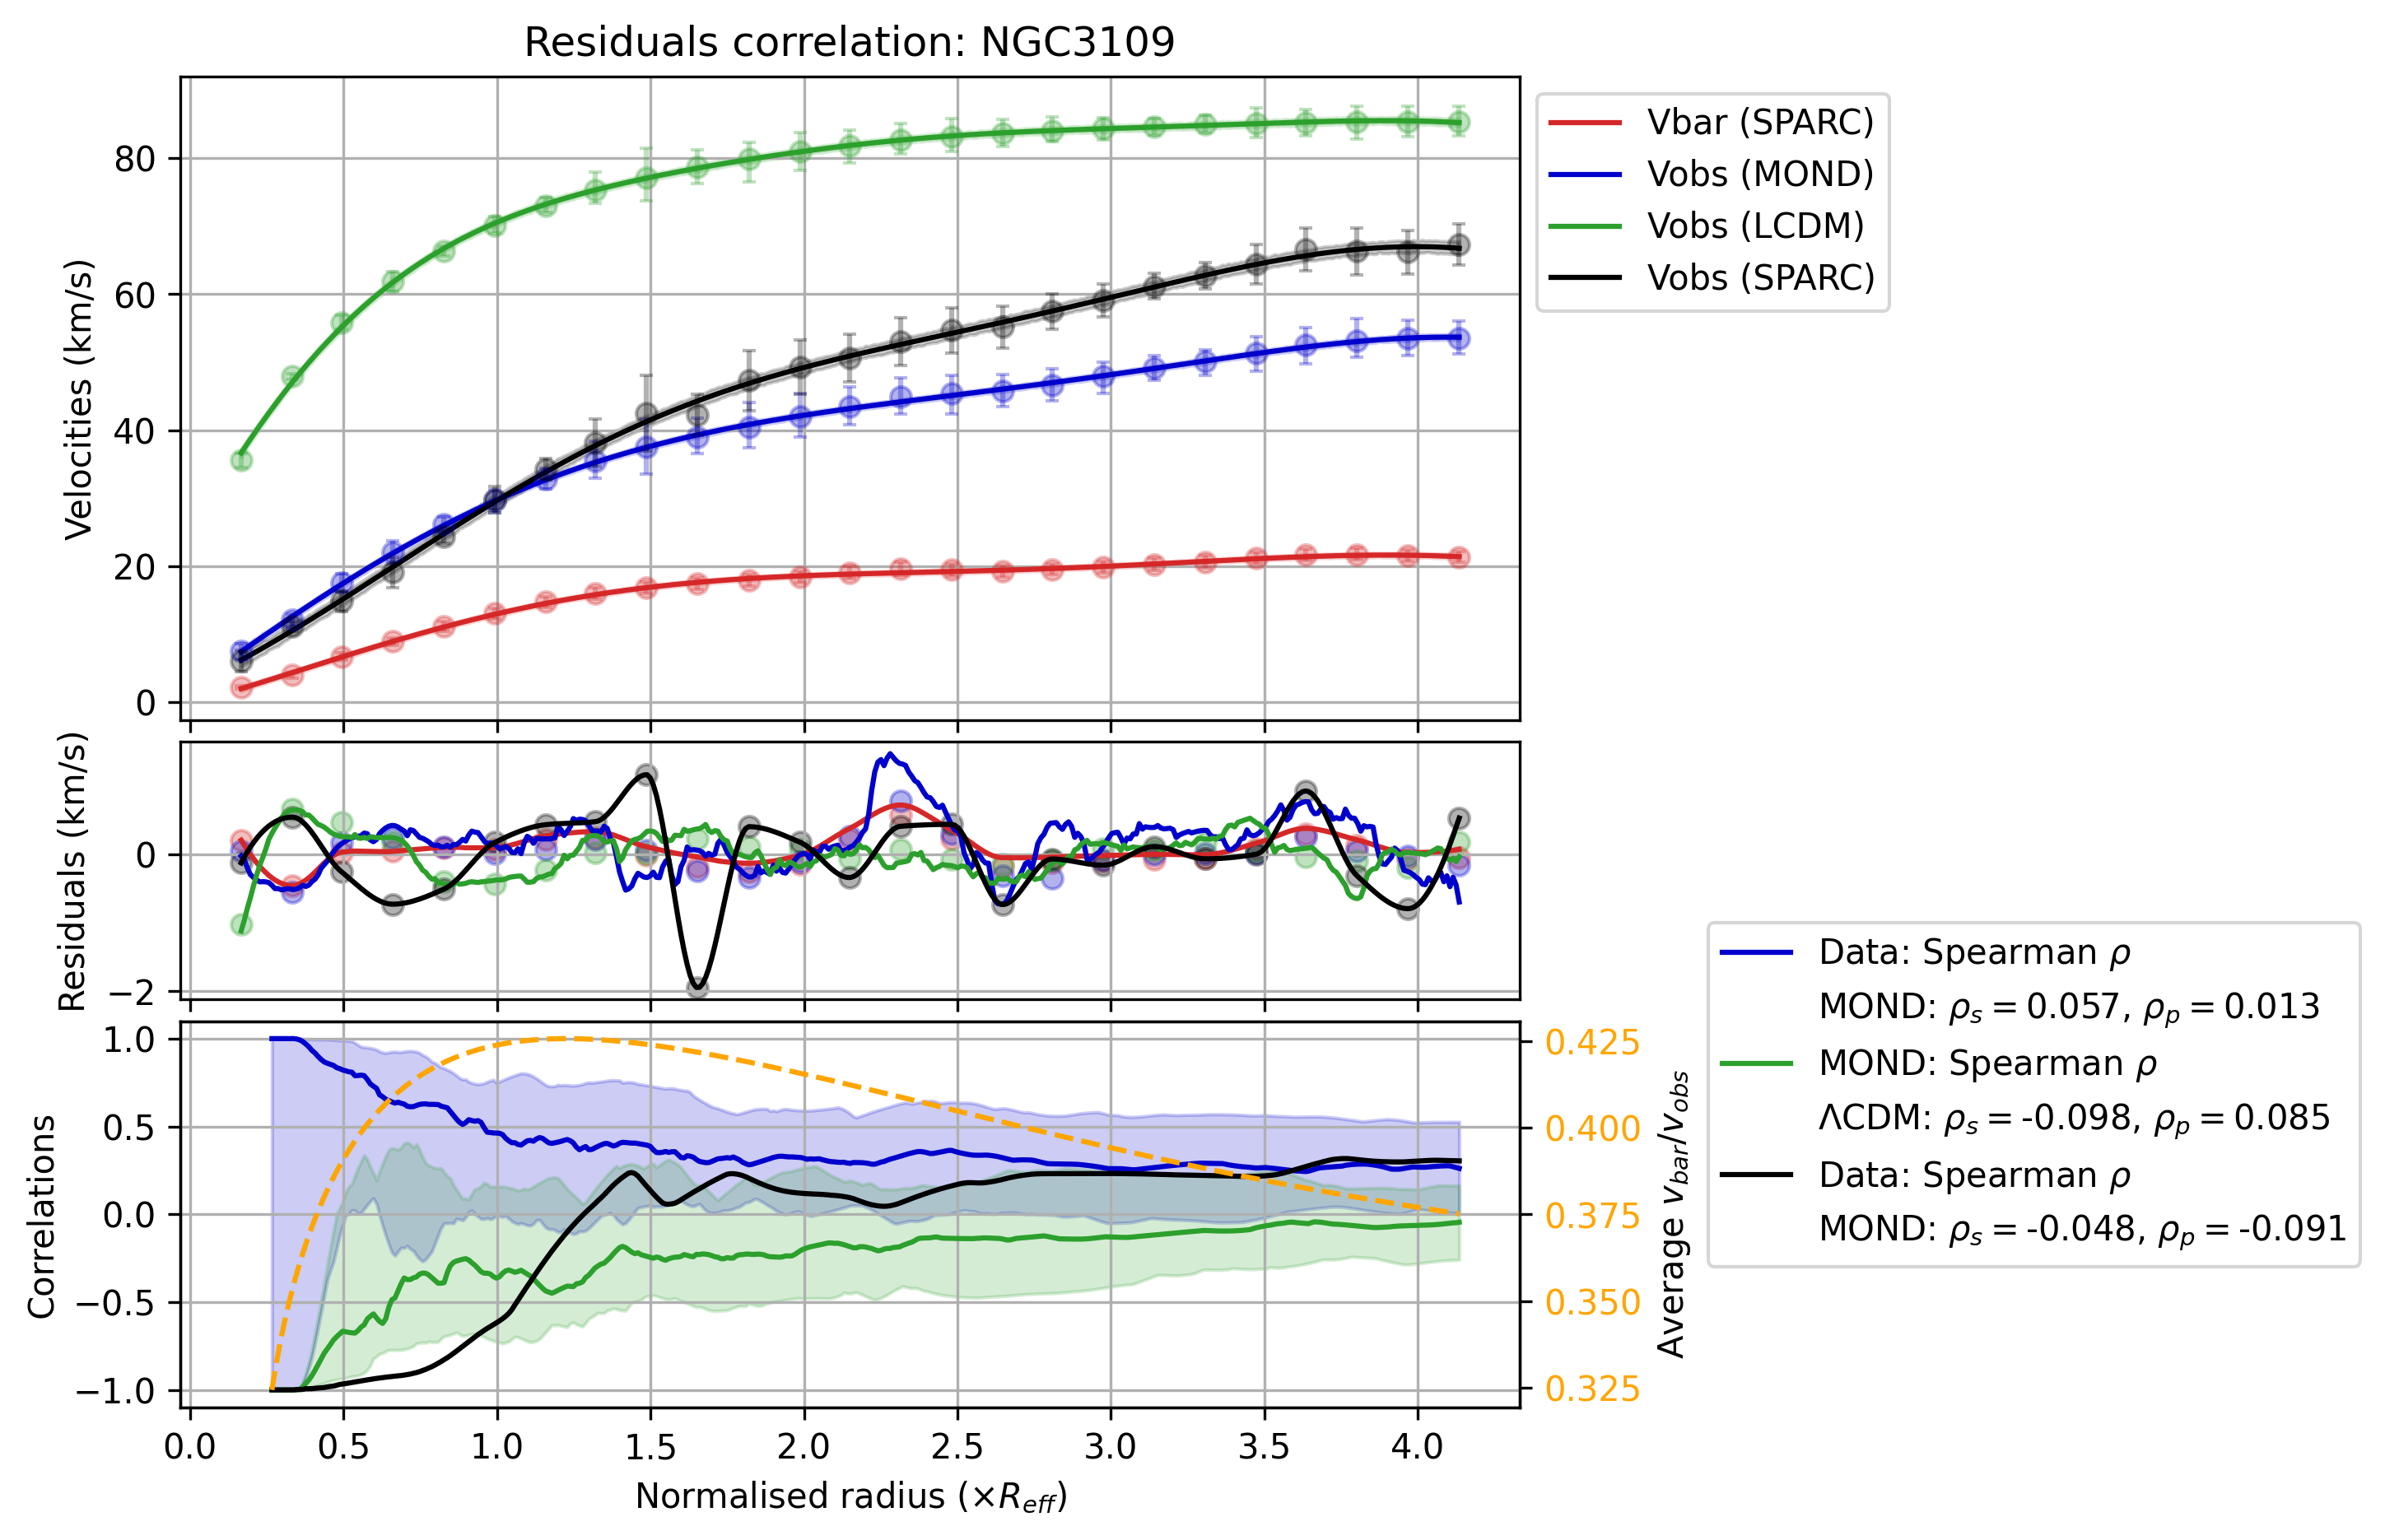 Residuals correlation: NGC3109
Velocities (km/s)
80
60
40
20
0
Vbar (SPARC)
Vobs (MOND)
Vobs (LCDM)
Vobs (SPARC)
Residuals (km/s)
0
−2
Correlations
1.0
0.5
0.0
−0.5
−1.0
0.425
0.400
0.375
0.350
0.325
Average v_bar/v_obs
Data: Spearman ρ
MOND: ρ_s = 0.057, ρ_p = 0.013
MOND: Spearman ρ
ΛCDM: ρ_s = -0.098, ρ_p = 0.085
Data: Spearman ρ
MOND: ρ_s = -0.048, ρ_p = -0.091
0.0 0.5 1.0 1.5 2.0 2.5 3.0 3.5 4.0
Normalised radius (×R_eff)